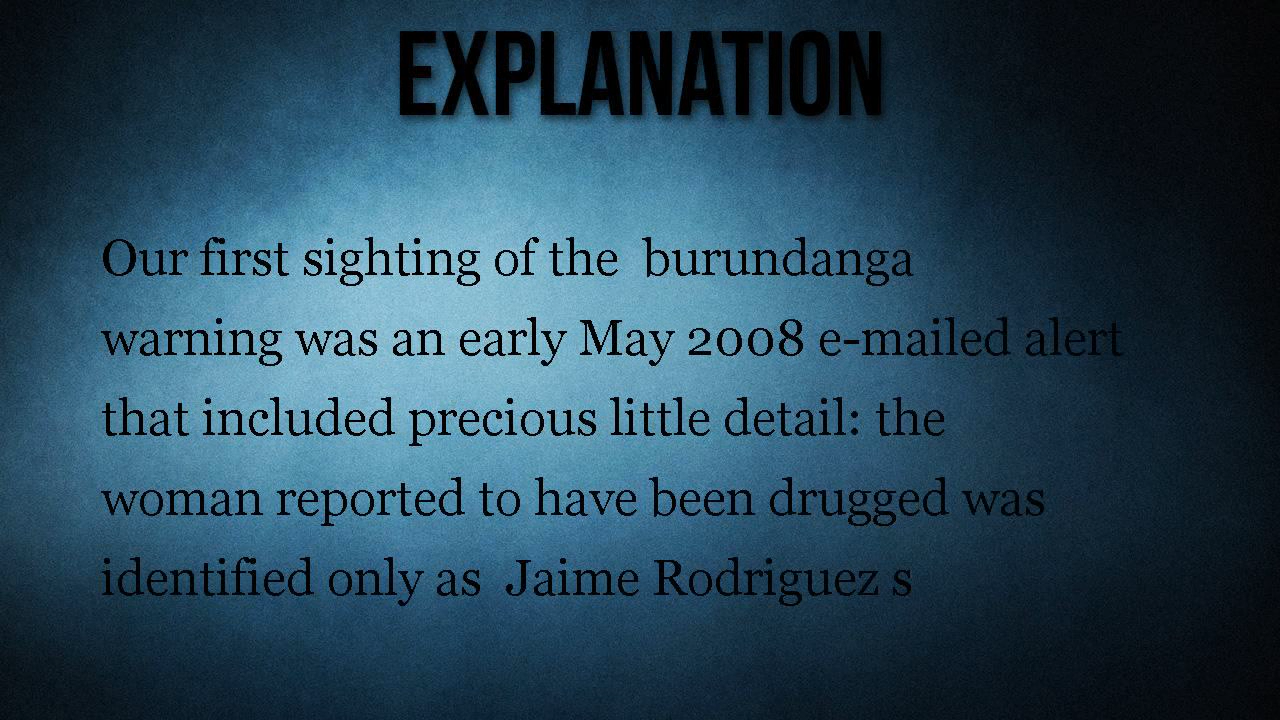 EXPLANATION
Our first sighting of the  burundanga
warning was an early May 2008 e-mailed alert
that included precious little detail: the
woman reported to have been drugged was
identified only as  Jaime Rodriguez s